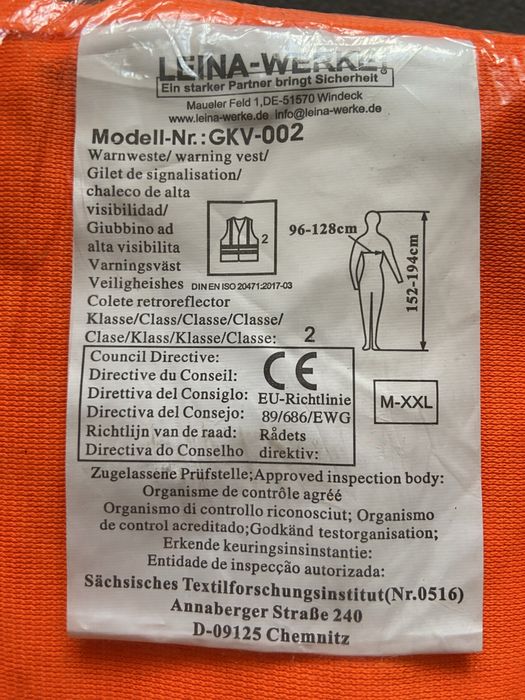 LEINA-WERKE
Ein starker Partner bringt Sicherheit
Maueler Feld 1,DE-51570 Windeck
www.leina-werke.de info@leina-werke.de
Modell-Nr.:GKV-002
Warnweste/ warning vest/
Gilet de signalisation/
chaleco de alta
visibilidad/
Giubbino ad
alta visibilita
Varningsväst
Veiligheishes DIN EN ISO 20471:2017-03
Colete retroreflector
2
96-128cm
152-194cm
Klasse/Class/Classe/Classe/
Clase/Klass/Klasse/Classe: 2
Council Directive:
Directive du Conseil:
Direttiva del Consiglo:
Directiva del Consejo:
Richtlijn van de raad:
Directiva do Conselho
CE
EU-Richtlinie
89/686/EWG
Rådets
direktiv:
M-XXL
Zugelassene Prüfstelle;Approved inspection body:
Organisme de contrôle agréé
Organismo di controllo riconosciut; Organismo
de control acreditado;Godkänd testorganisation;
Erkende keuringsinsinstantie:
Entidade de inspecção autorizada:
Sächsisches Textilforschungsinstitut(Nr.0516)
Annaberger Straße 240
D-09125 Chemnitz